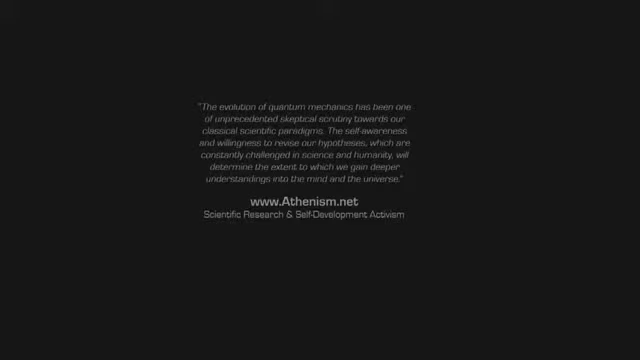 "The evolution of quantum mechanics has been one
of unprecedented skeptical scrutiny towards our
classical scientific paradigms. The self-awareness
and willingness to revise our hypotheses, which are
constantly challenged in science and humanity, will
determine the extent to which we gain deeper
understandings into the mind and the universe."
www.Athenism.net
Scientific Research & Self-Development Activism